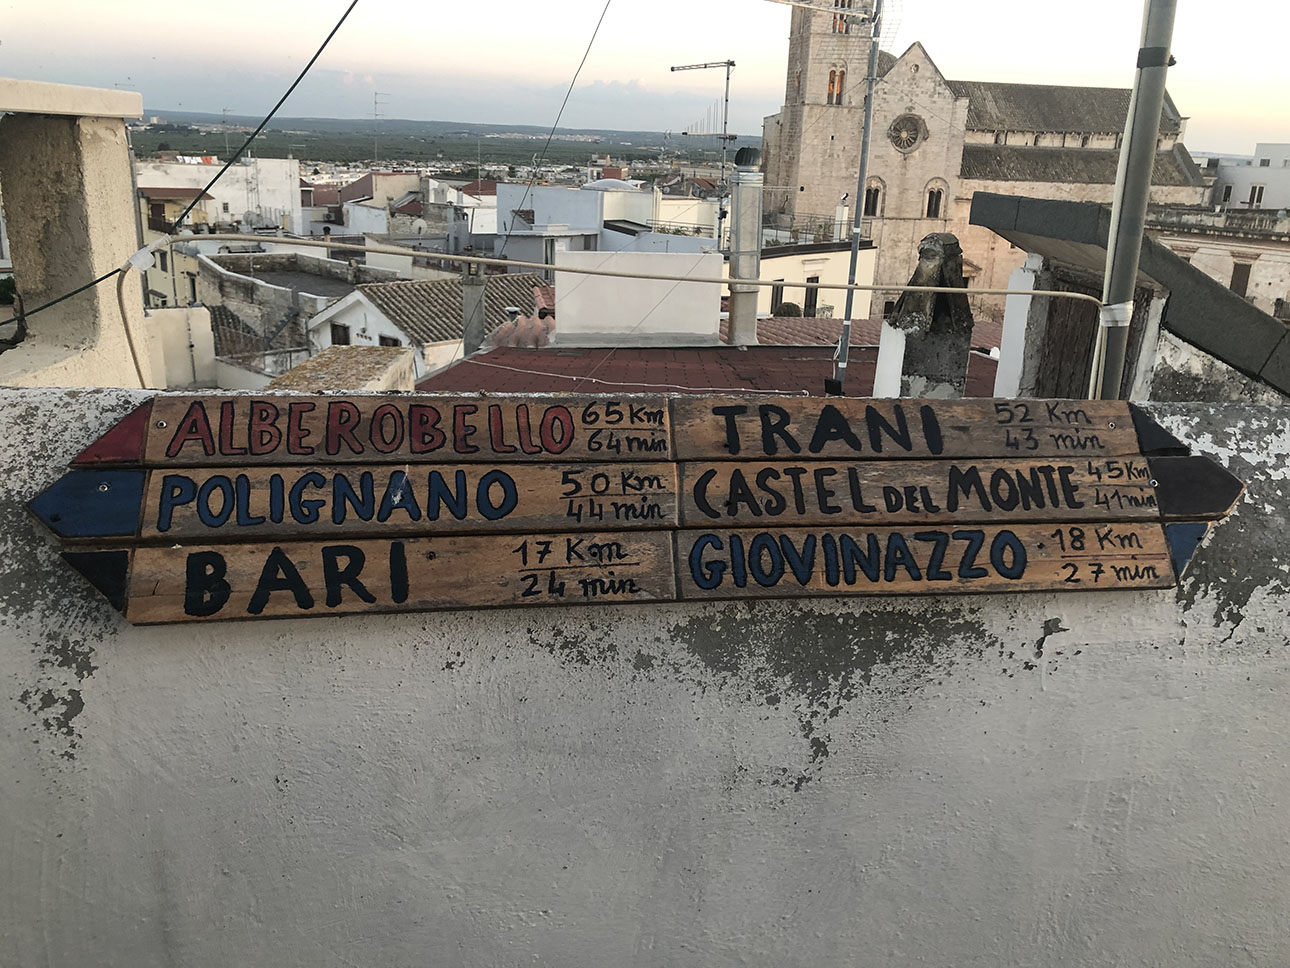 ALBEROBELLO 65 Km
64 min
POLIGNANO 50 Km
44 min
BARI 17 Km
24 min
TRANI 52 Km
43 min
CASTEL DEL MONTE 45 Km
41 min
GIOVINAZZO 18 Km
27 min